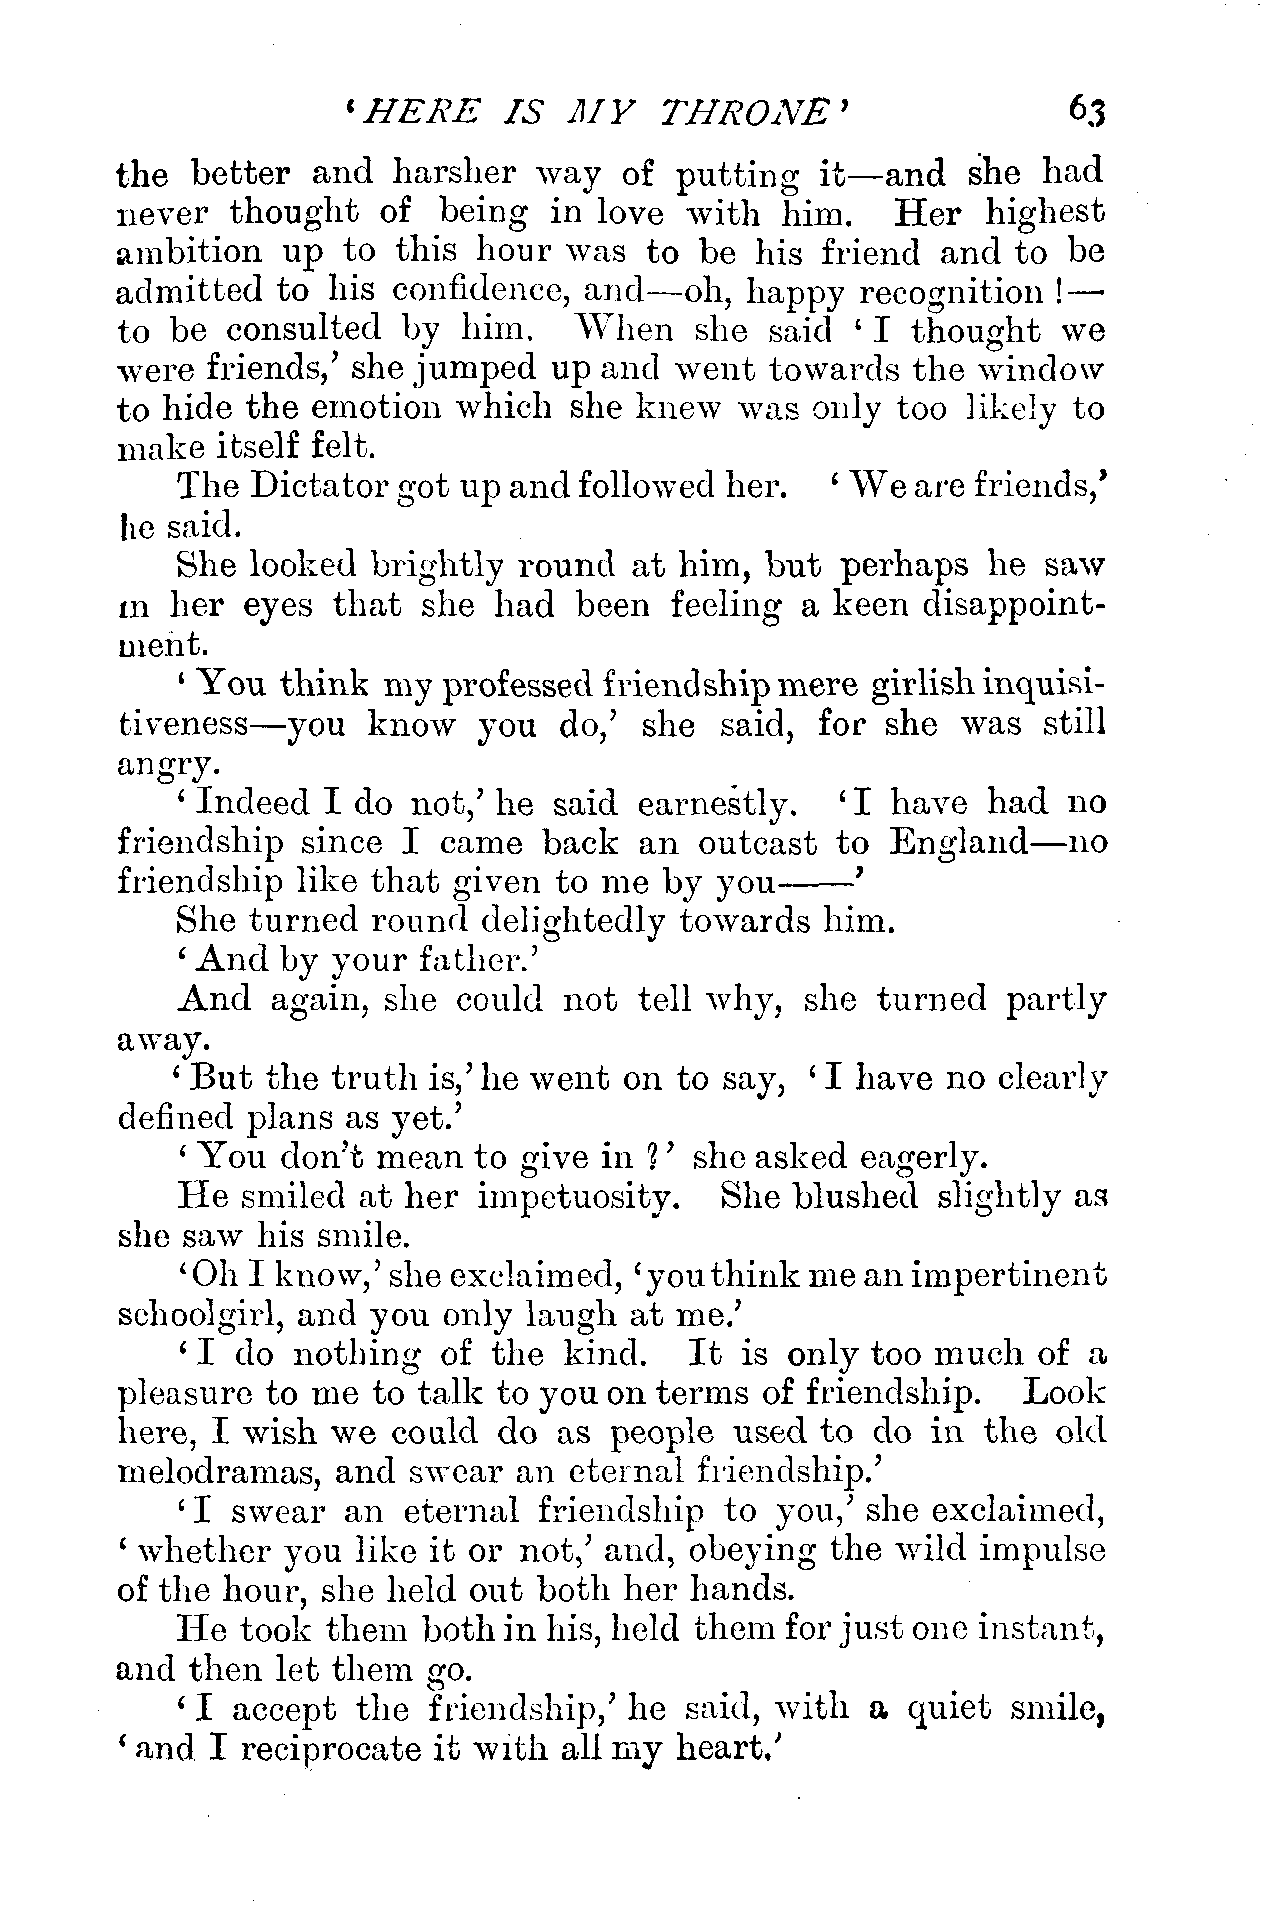 'HERE IS MY THRONE' 63
the better and harsher way of putting it—and she had
never thought of being in love with him. Her highest
ambition up to this hour was to be his friend and to be
admitted to his confidence, and—oh, happy recognition!—
to be consulted by him. When she said 'I thought we
were friends,' she jumped up and went towards the window
to hide the emotion which she knew was only too likely to
make itself felt.
The Dictator got up and followed her. 'We are friends,'
he said.
She looked brightly round at him, but perhaps he saw
in her eyes that she had been feeling a keen disappoint-
ment.
'You think my professed friendship mere girlish inquisi-
tiveness—you know you do,' she said, for she was still
angry.
'Indeed I do not,' he said earnestly. 'I have had no
friendship since I came back an outcast to England—no
friendship like that given to me by you——'
She turned round delightedly towards him.
'And by your father.'
And again, she could not tell why, she turned partly
away.
'But the truth is,' he went on to say, 'I have no clearly
defined plans as yet.'
'You don't mean to give in?' she asked eagerly.
He smiled at her impetuosity. She blushed slightly as
she saw his smile.
'Oh I know,' she exclaimed, 'you think me an impertinent
schoolgirl, and you only laugh at me.'
'I do nothing of the kind. It is only too much of a
pleasure to me to talk to you on terms of friendship. Look
here, I wish we could do as people used to do in the old
melodramas, and swear an eternal friendship.'
'I swear an eternal friendship to you,' she exclaimed,
'whether you like it or not,' and, obeying the wild impulse
of the hour, she held out both her hands.
He took them both in his, held them for just one instant,
and then let them go.
'I accept the friendship,' he said, with a quiet smile,
'and I reciprocate it with all my heart.'